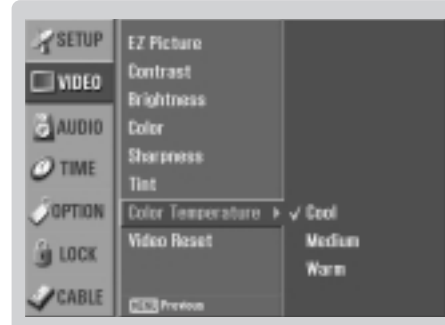 SETUP
VIDEO
AUDIO
TIME
OPTION
LOCK
CABLE
EZ Picture
Contrast
Brightness
Color
Sharpness
Tint
Color Temperature
Video Reset
MENU Previous
✓ Cool
Medium
Warm